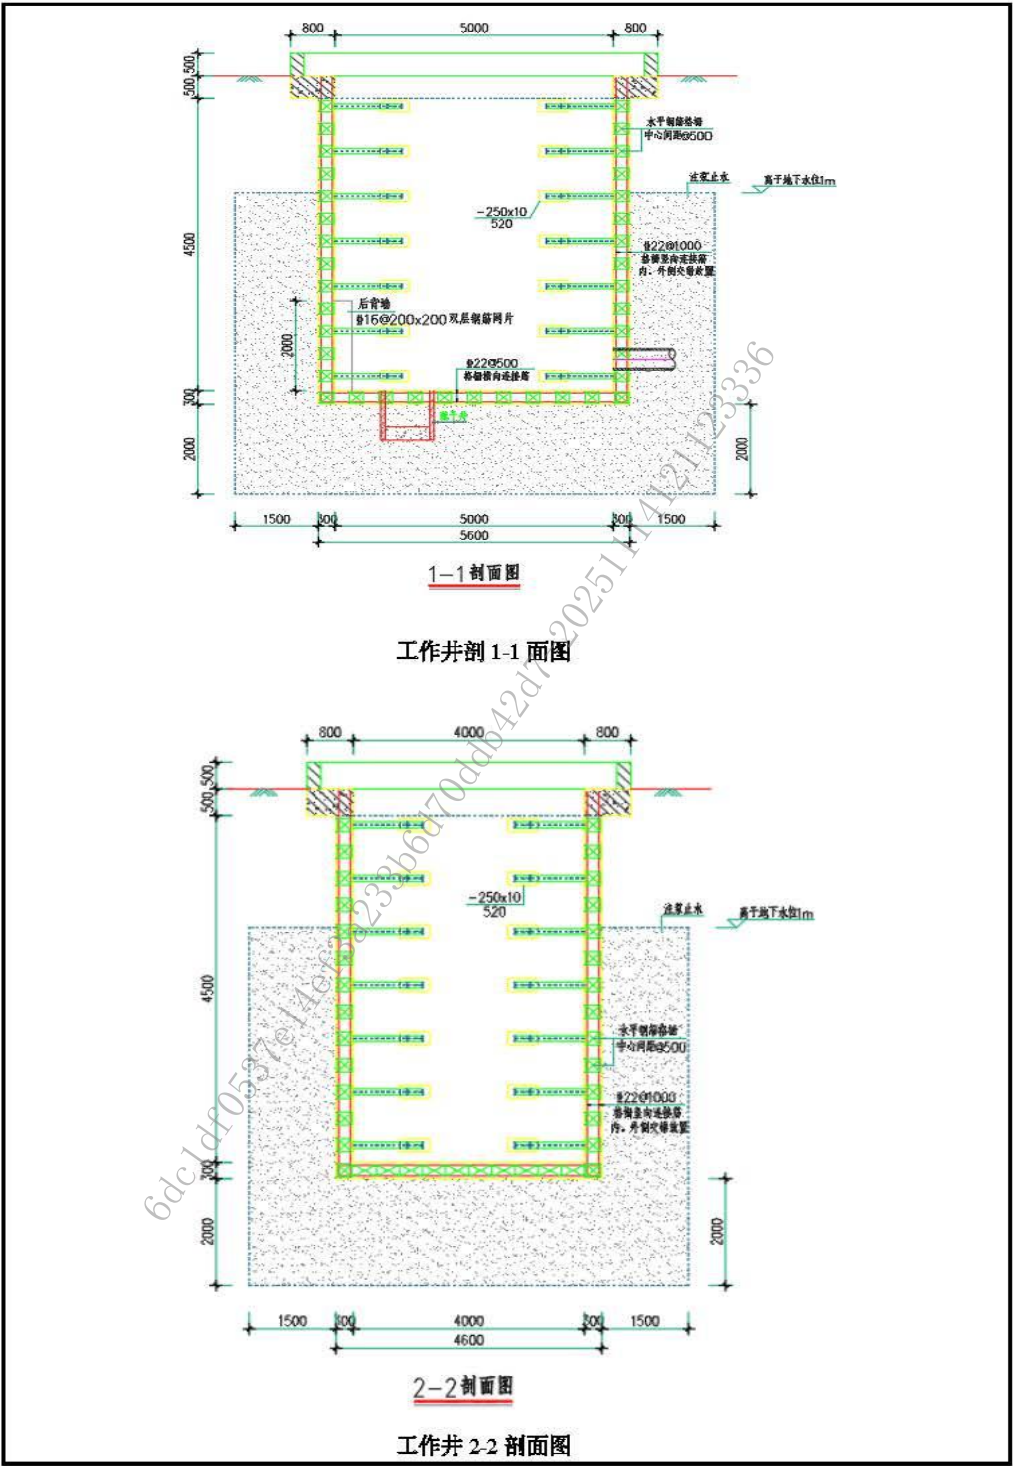 800 5000 800
500
500
水平钢筋格栅
中心间距@500
注浆止水
高于地下水位1m
-250x10
520
4500
Φ22@1000
格栅竖向连接筋
内、外侧交错放置
后背墙
Φ16@200x200双层钢筋网片
2000
Φ22@500
格栅横向连接筋
300
2000
2000
1500 300 5000 300 1500
5600
1-1剖面图
工作井剖 1-1 面图
800 4000 800
500
500
-250x10
520
注浆止水
高于地下水位1m
4500
水平钢筋格栅
中心间距@500
Φ22@1000
格栅竖向连接筋
内、外侧交错放置
300
2000
2000
1500 300 4000 300 1500
4600
2-2剖面图
工作井 2-2 剖面图